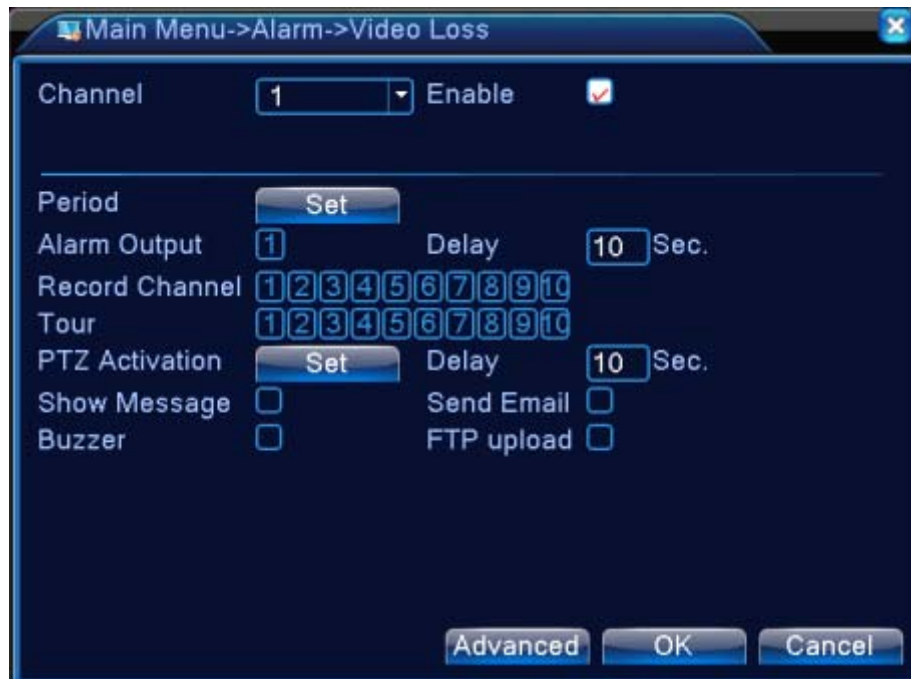 Main Menu->Alarm->Video Loss
Channel 1 Enable
Period Set
Alarm Output 1 Delay 10 Sec.
Record Channel 1 2 3 4 5 6 7 8 9 10
Tour 1 2 3 4 5 6 7 8 9 10
PTZ Activation Set Delay 10 Sec.
Show Message Send Email
Buzzer FTP upload
Advanced OK Cancel